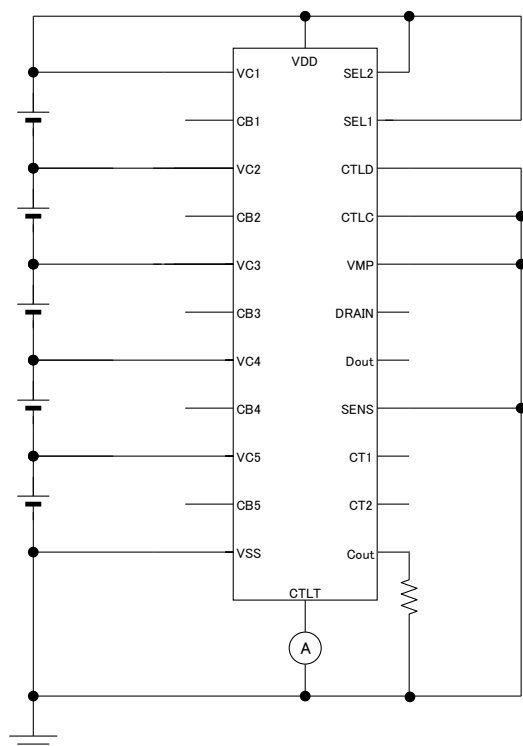 VDD
VC1 SEL2
CB1 SEL1
VC2 CTLD
CB2 CTLC
VC3 VMP
CB3 DRAIN
VC4 Dout
CB4 SENS
VC5 CT1
CB5 CT2
VSS Cout
CTLT
A